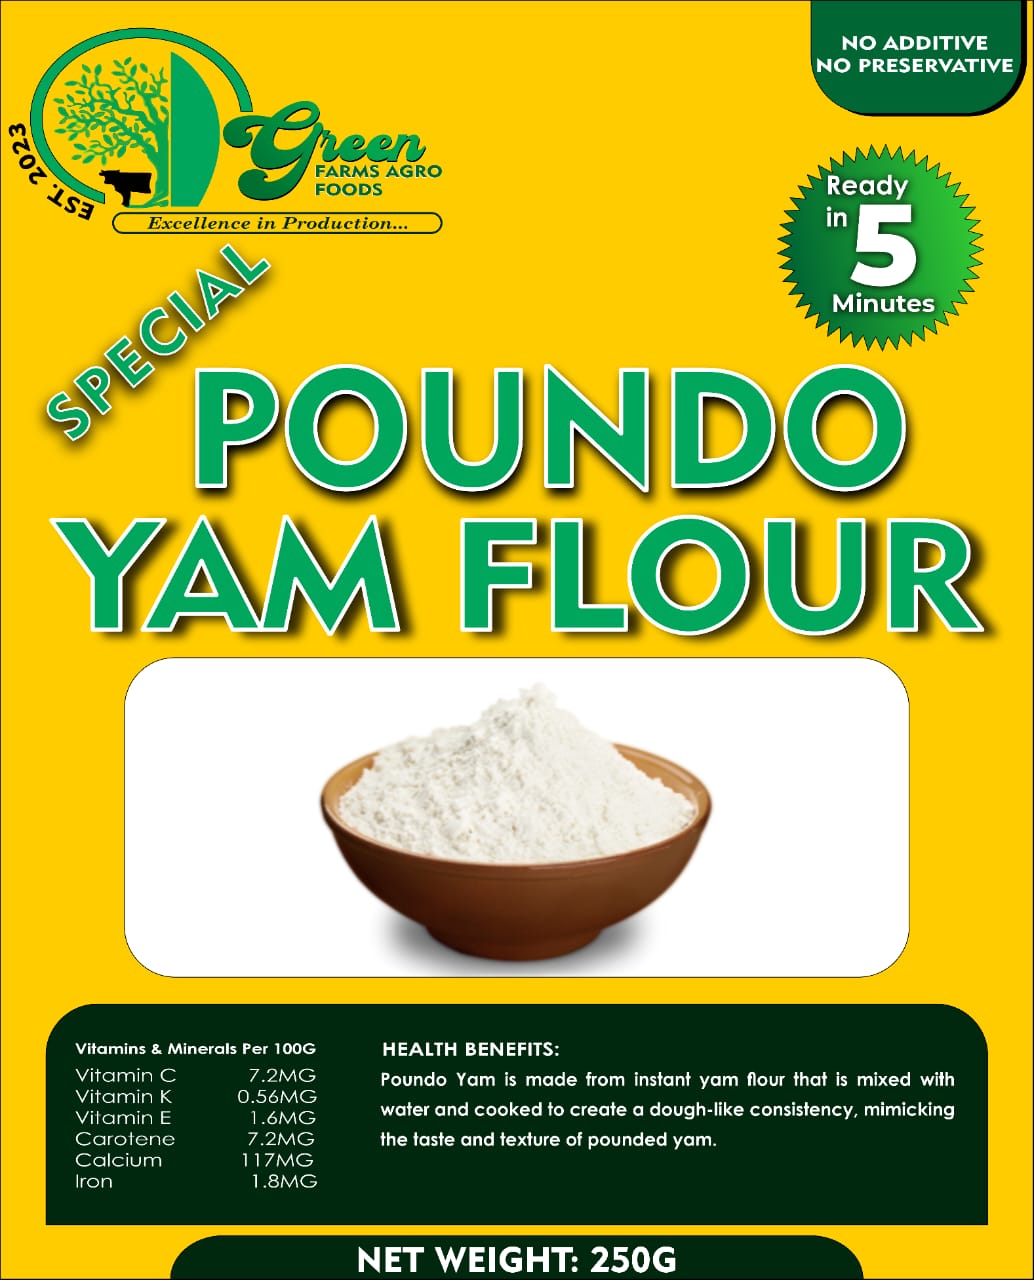 NO ADDITIVE
NO PRESERVATIVE
EST. 2023
Green
FARMS AGRO
FOODS
Excellence in Production...
Ready
in 5
Minutes
SPECIAL
POUNDO
YAM FLOUR
Vitamins & Minerals Per 100G
Vitamin C 7.2MG
Vitamin K 0.56MG
Vitamin E 1.6MG
Carotene 7.2MG
Calcium 117MG
Iron 1.8MG
HEALTH BENEFITS:
Poundo Yam is made from instant yam flour that is mixed with
water and cooked to create a dough-like consistency, mimicking
the taste and texture of pounded yam.
NET WEIGHT: 250G